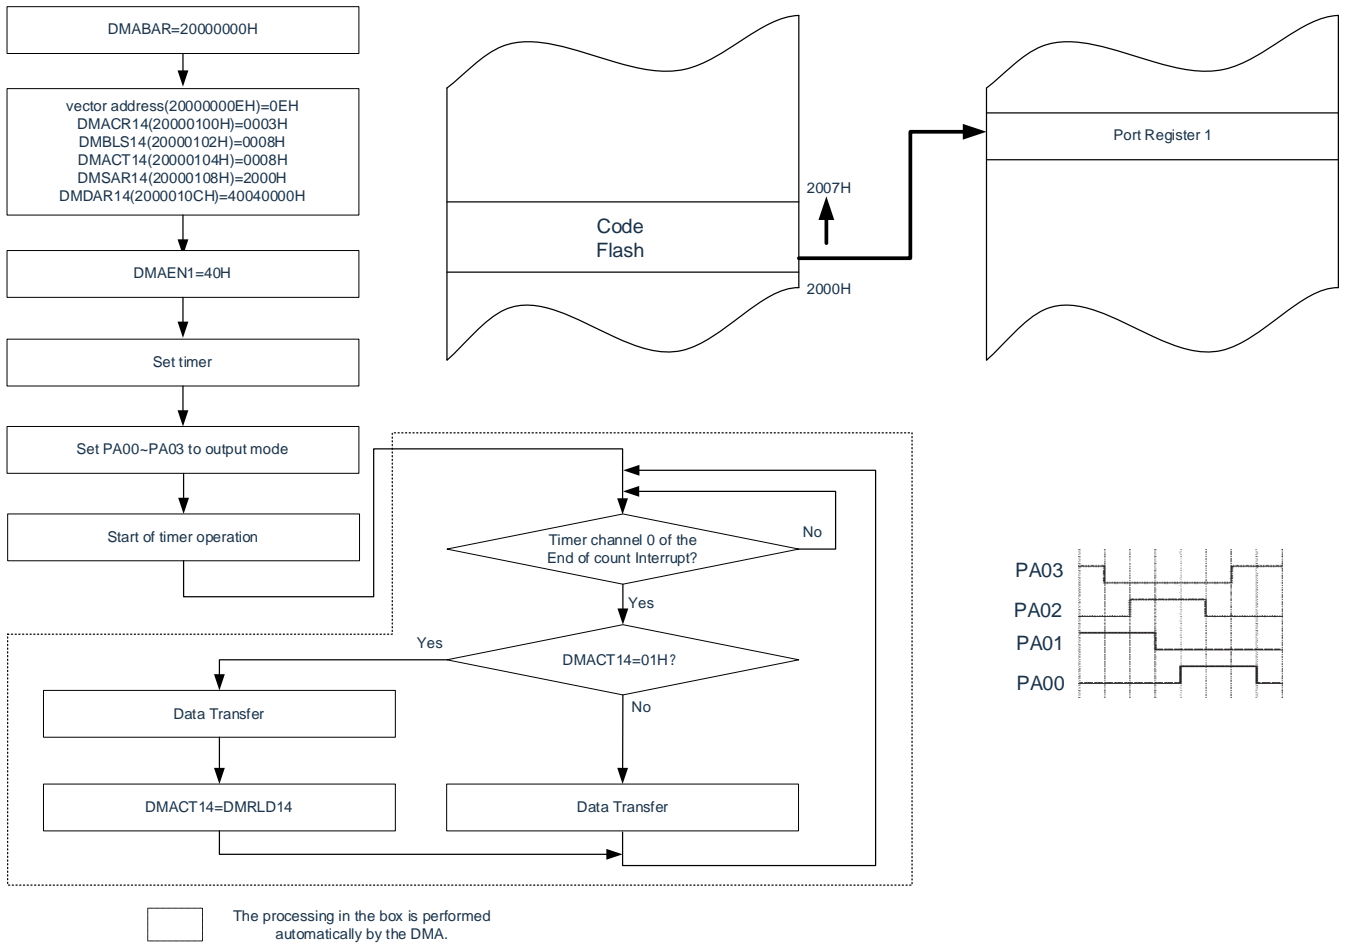 DMABAR=20000000H
vector address(20000000EH)=0EH
DMACR14(20000100H)=0003H
DMBLS14(20000102H)=0008H
DMACT14(20000104H)=0008H
DMSAR14(20000108H)=2000H
DMDAR14(2000010CH)=40040000H
DMAEN1=40H
Set timer
Set PA00~PA03 to output mode
Start of timer operation
Code
Flash
2007H
2000H
Port Register 1
Timer channel 0 of the
End of count Interrupt?
No
Yes
DMACT14=01H?
Yes
No
Data Transfer
DMACT14=DMRLD14
Data Transfer
PA03
PA02
PA01
PA00
The processing in the box is performed
automatically by the DMA.